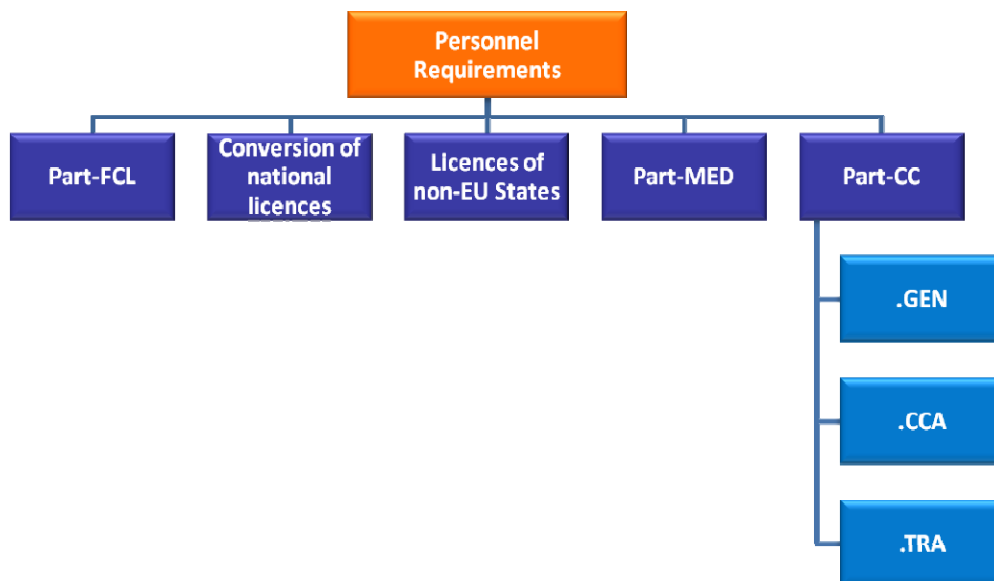 Personnel
Requirements
Part-FCL
Conversion of
national
licences
Licences of
non-EU States
Part-MED
Part-CC
.GEN
.CCA
.TRA